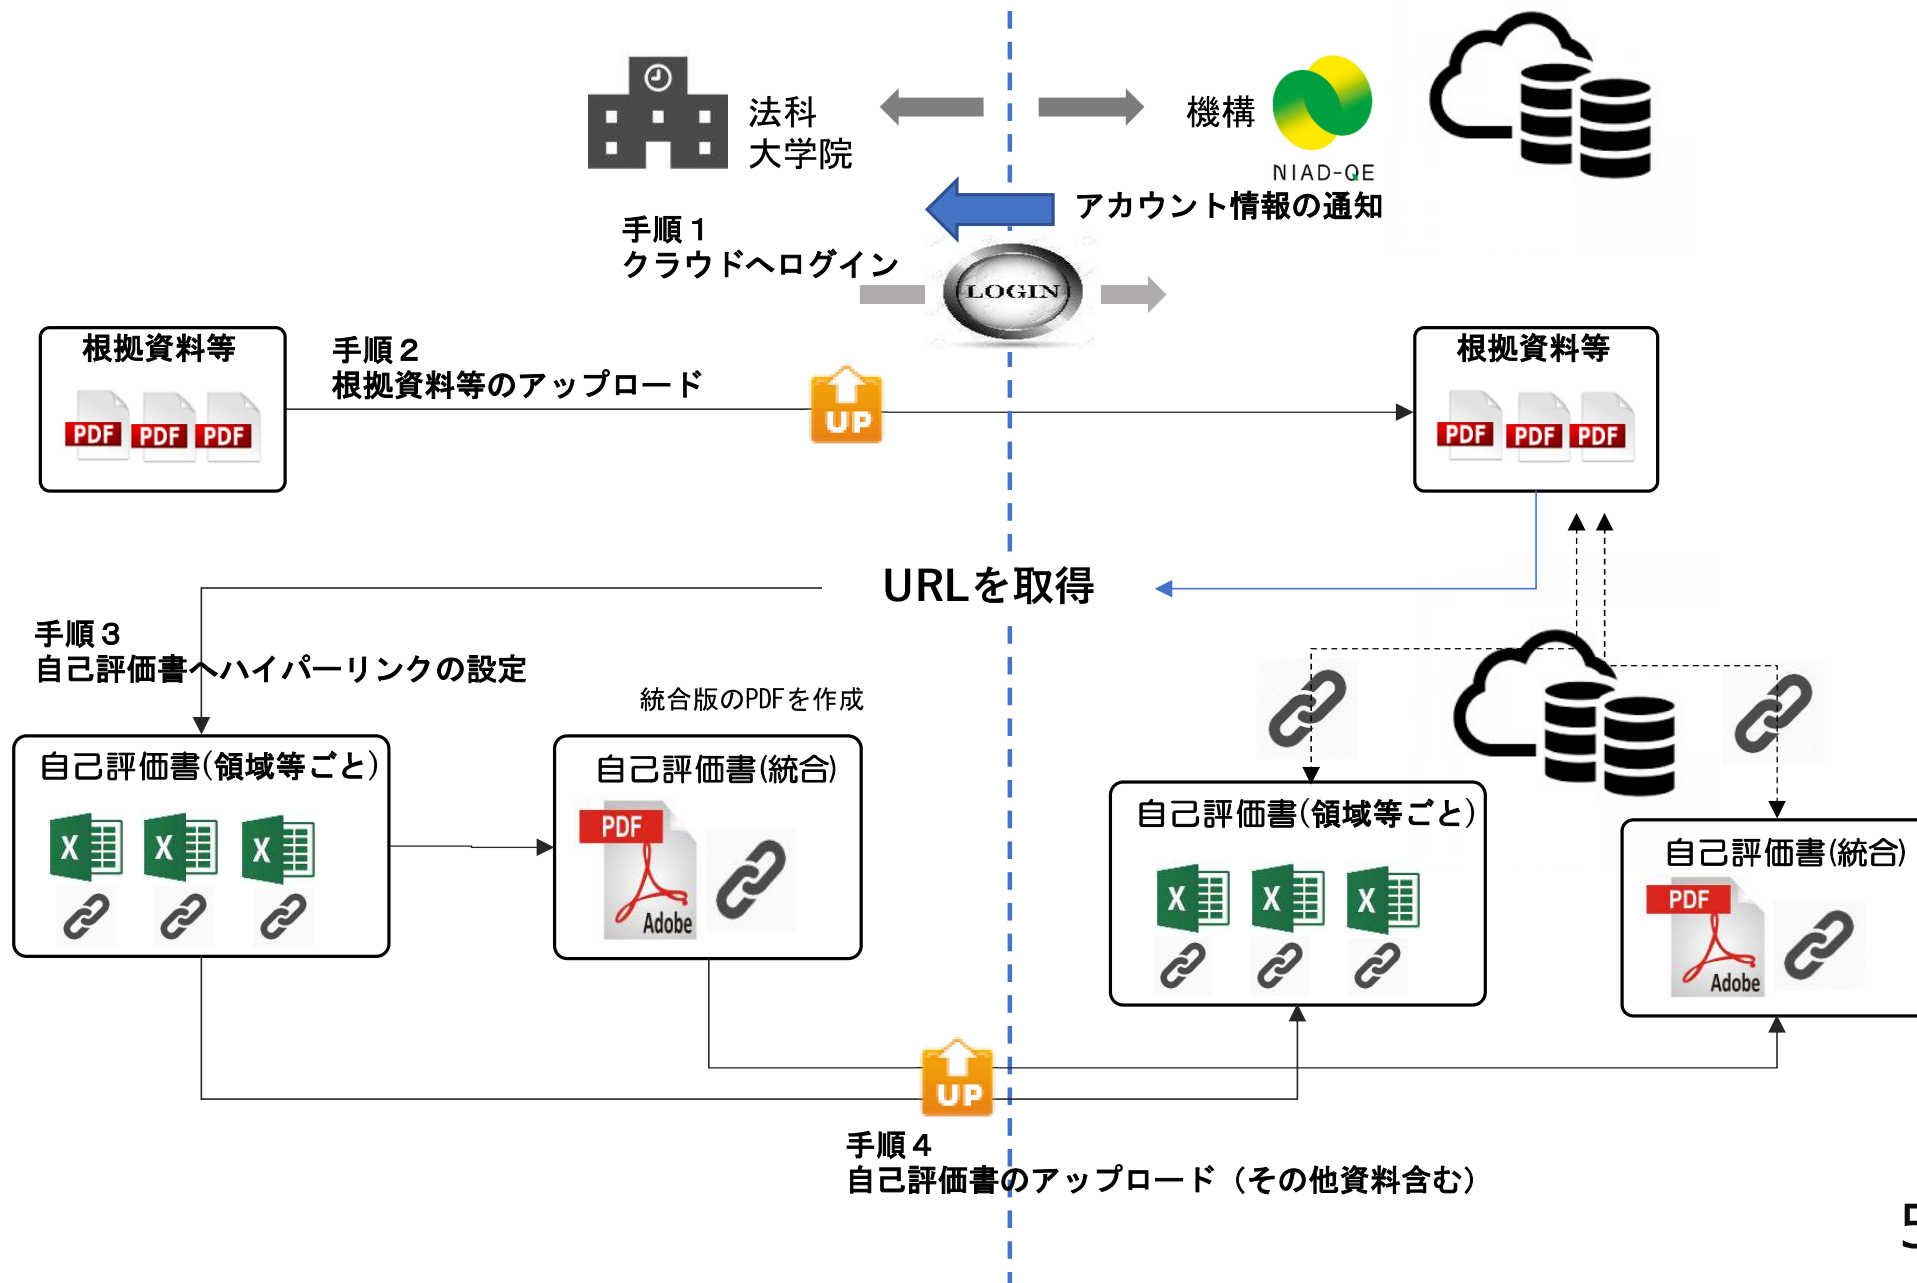 法科
大学院
機構
NIAD-QE
アカウント情報の通知
手順１
クラウドへログイン
LOGIN
根拠資料等
PDF
PDF
PDF
手順２
根拠資料等のアップロード
UP
根拠資料等
PDF
PDF
PDF
URLを取得
手順３
自己評価書へハイパーリンクの設定
統合版のPDFを作成
自己評価書(領域等ごと)
X
X
X
自己評価書(統合)
PDF
Adobe
自己評価書(領域等ごと)
X
X
X
自己評価書(統合)
PDF
Adobe
UP
手順４
自己評価書のアップロード（その他資料含む）